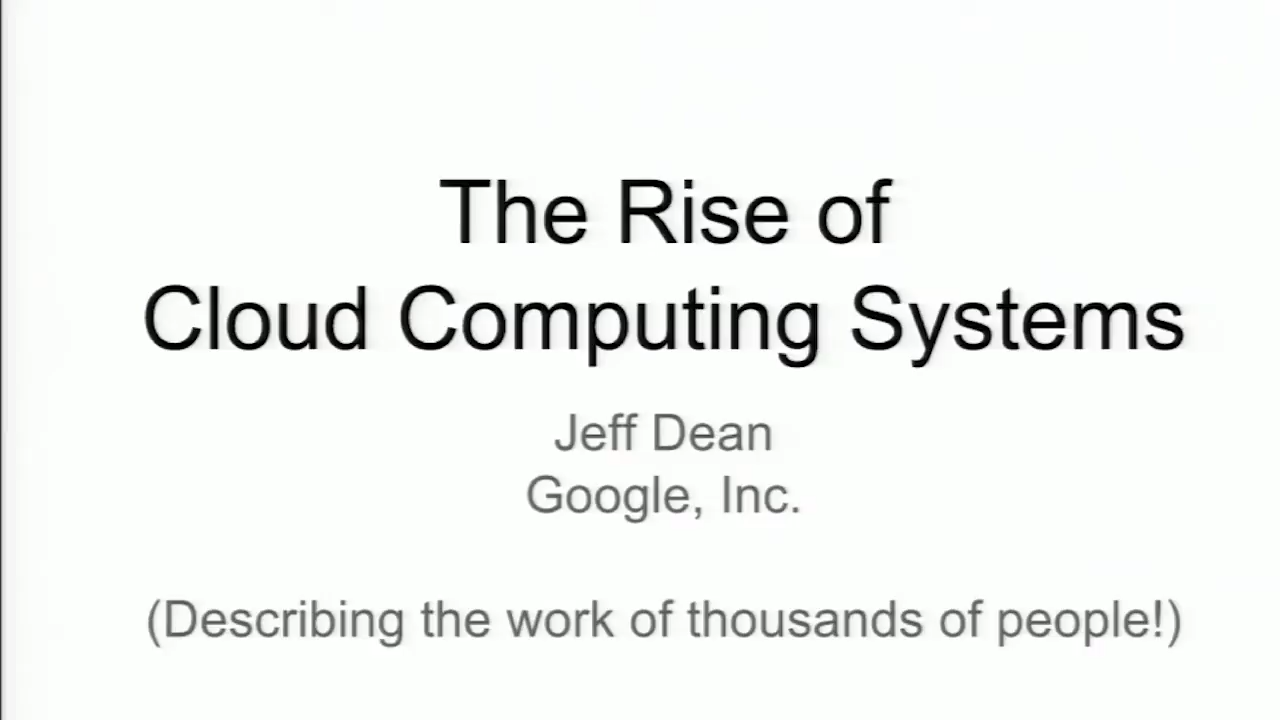 The Rise of
Cloud Computing Systems
Jeff Dean
Google, Inc.
(Describing the work of thousands of people!)